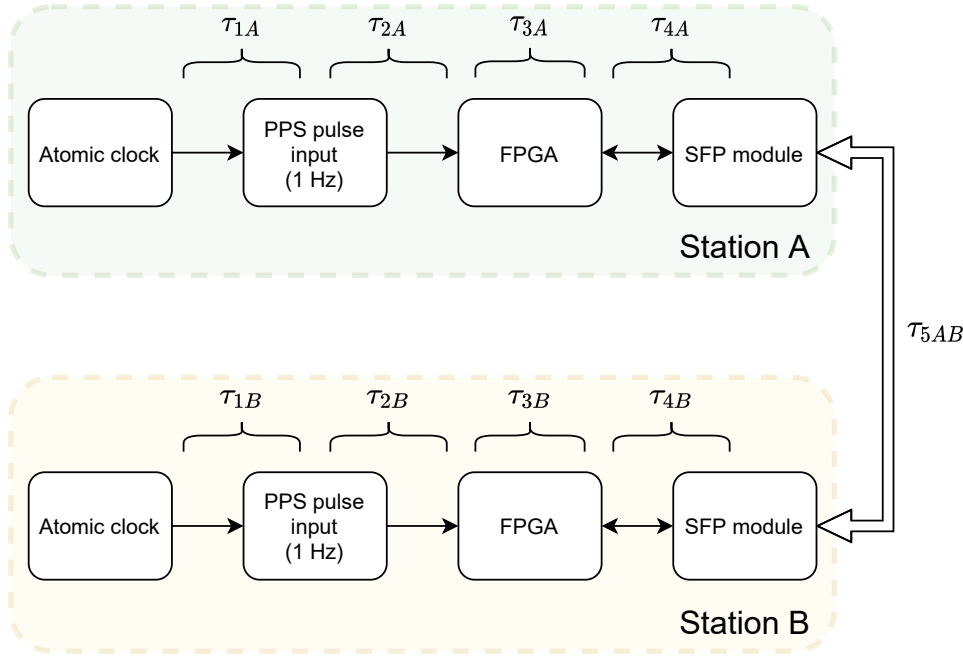 τ1A τ2A τ3A τ4A
Atomic clock
PPS pulse
input
(1 Hz)
FPGA
SFP module
Station A
τ5AB
τ1B τ2B τ3B τ4B
Atomic clock
PPS pulse
input
(1 Hz)
FPGA
SFP module
Station B